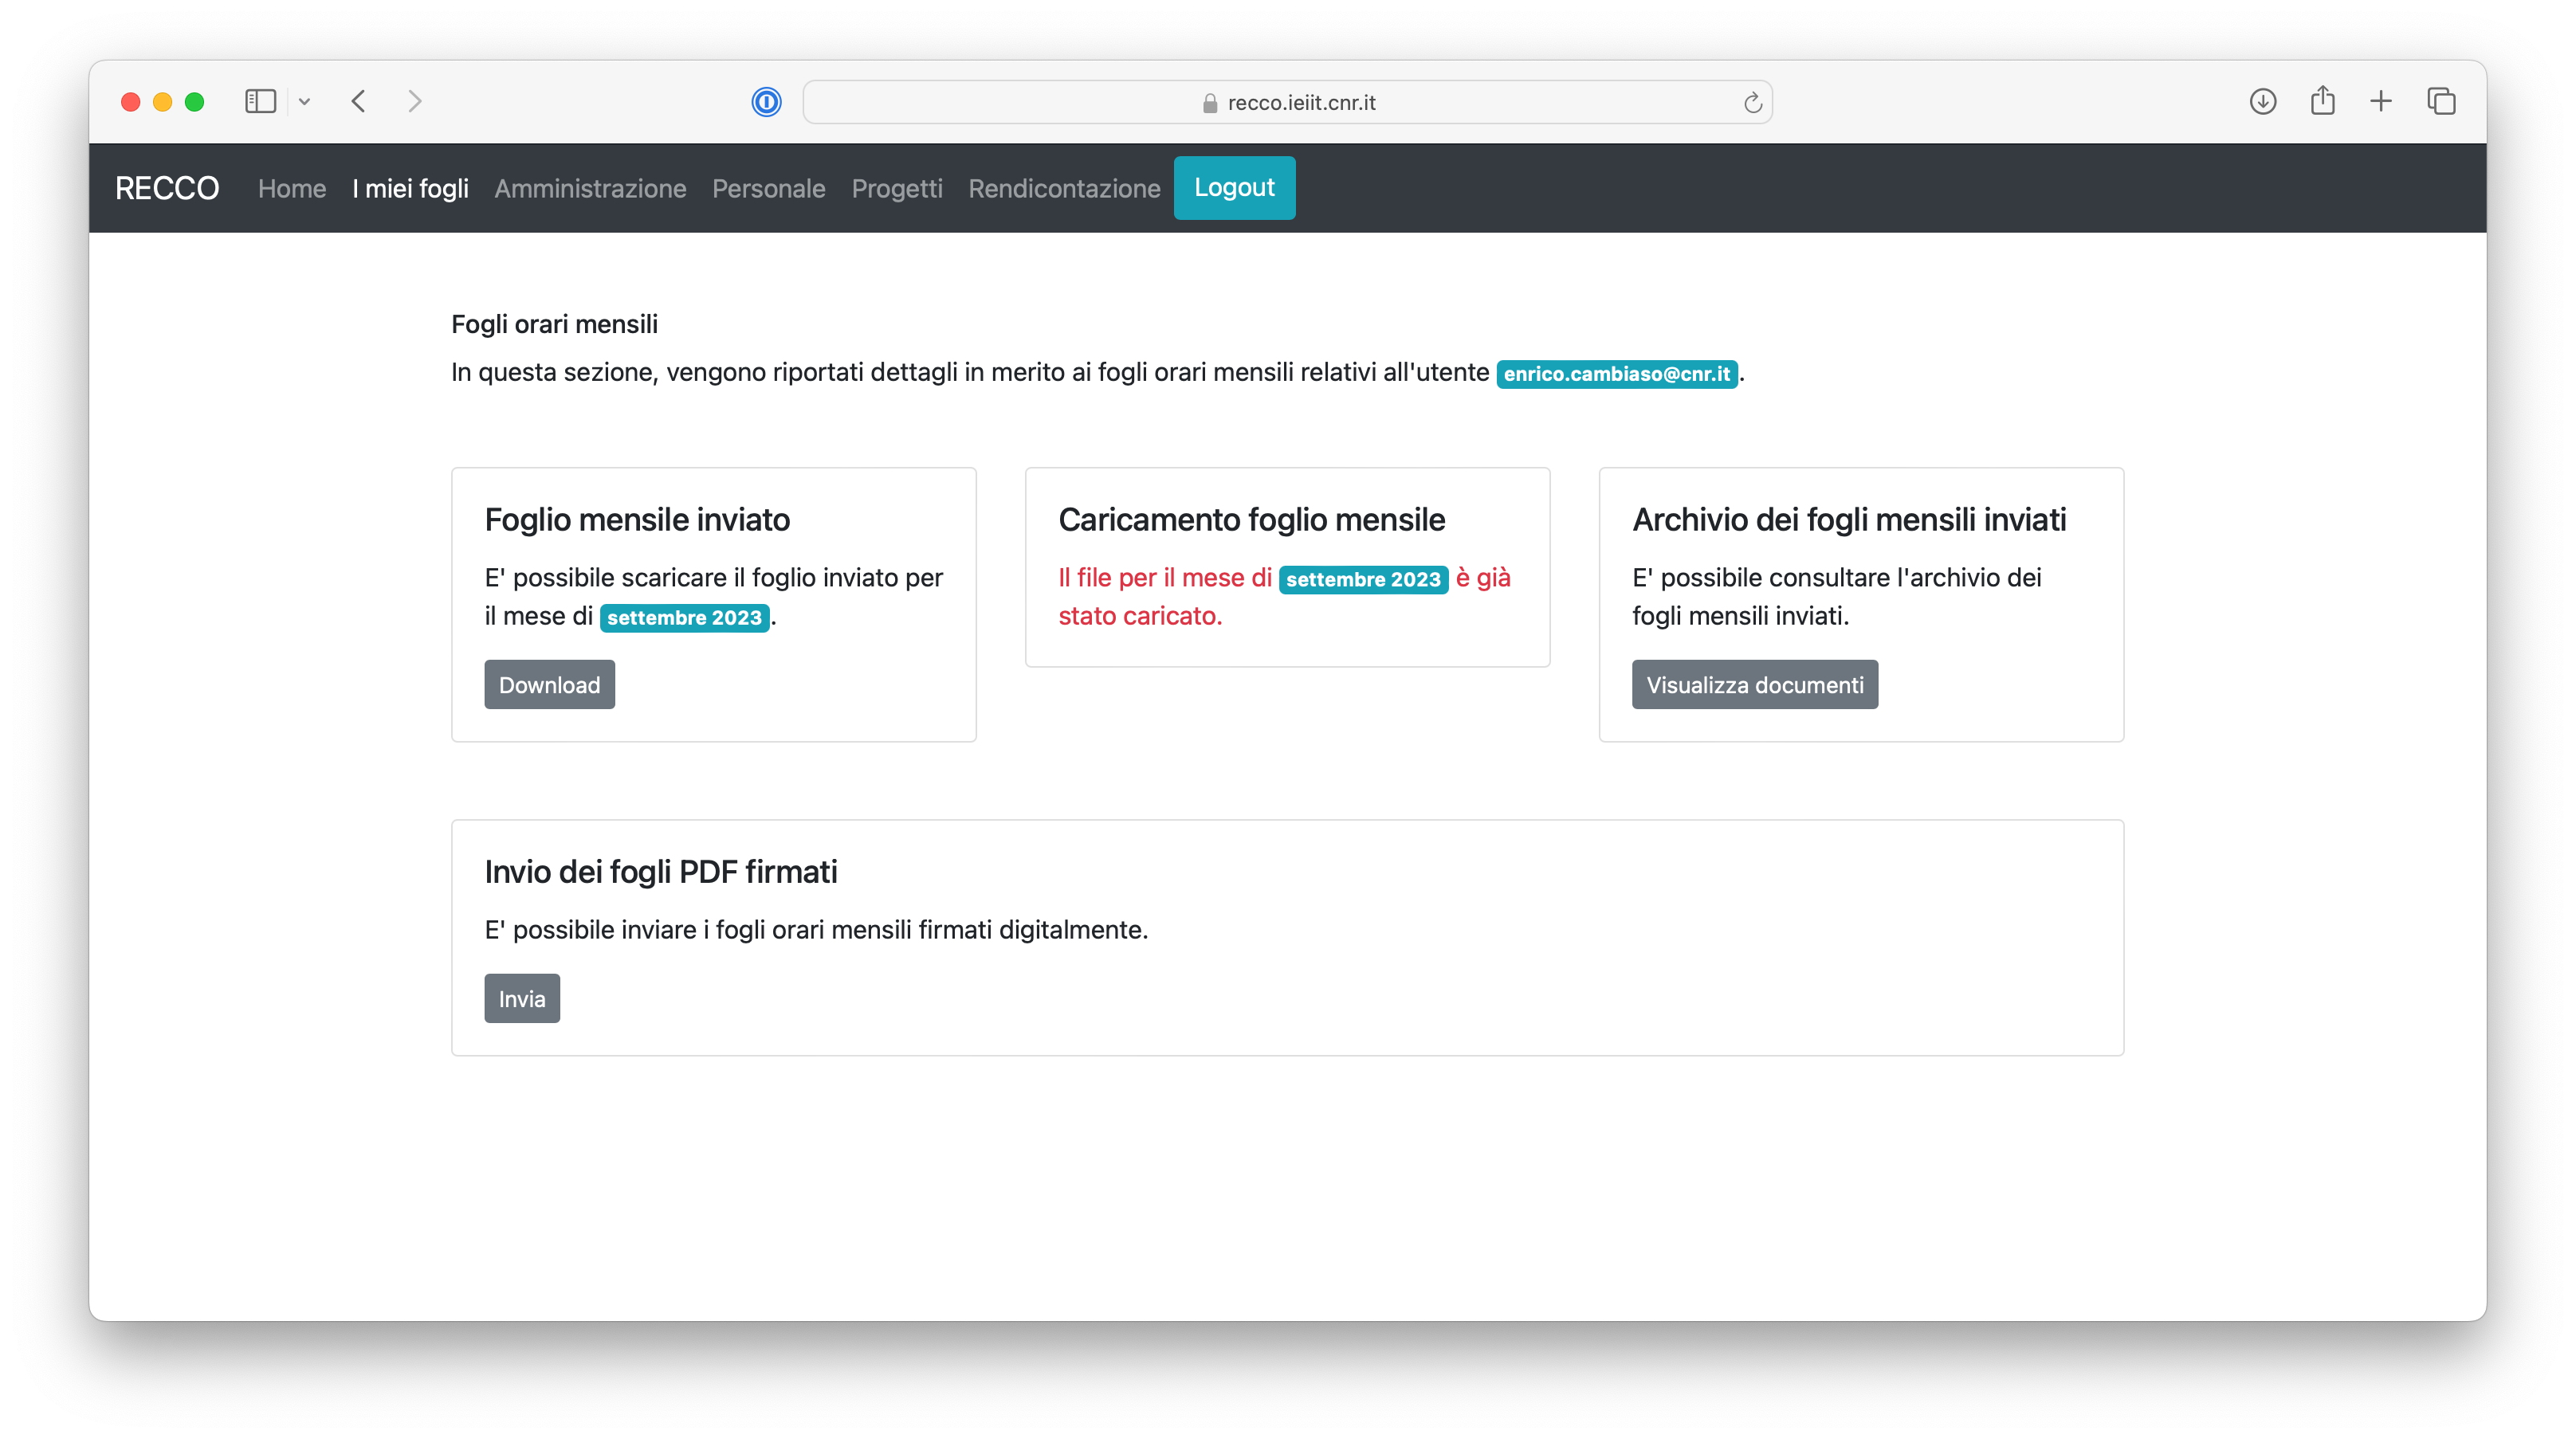 recco.ieiit.cnr.it
RECCO Home I miei fogli Amministrazione Personale Progetti Rendicontazione Logout
Fogli orari mensili
In questa sezione, vengono riportati dettagli in merito ai fogli orari mensili relativi all'utente enrico.cambiaso@cnr.it.
Foglio mensile inviato
E' possibile scaricare il foglio inviato per
il mese di settembre 2023.
Download
Caricamento foglio mensile
Il file per il mese di settembre 2023 è già
stato caricato.
Archivio dei fogli mensili inviati
E' possibile consultare l'archivio dei
fogli mensili inviati.
Visualizza documenti
Invio dei fogli PDF firmati
E' possibile inviare i fogli orari mensili firmati digitalmente.
Invia